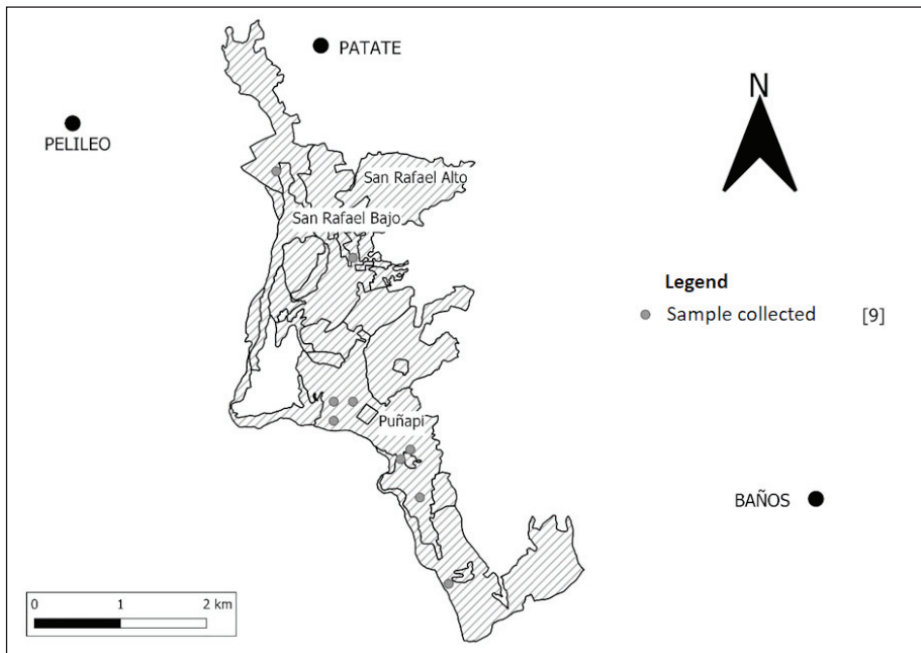 PATATE
N
PELILEO
San Rafael Alto
San Rafael Bajo
Legend
Sample collected [9]
Puñapi
BAÑOS
0 1 2 km